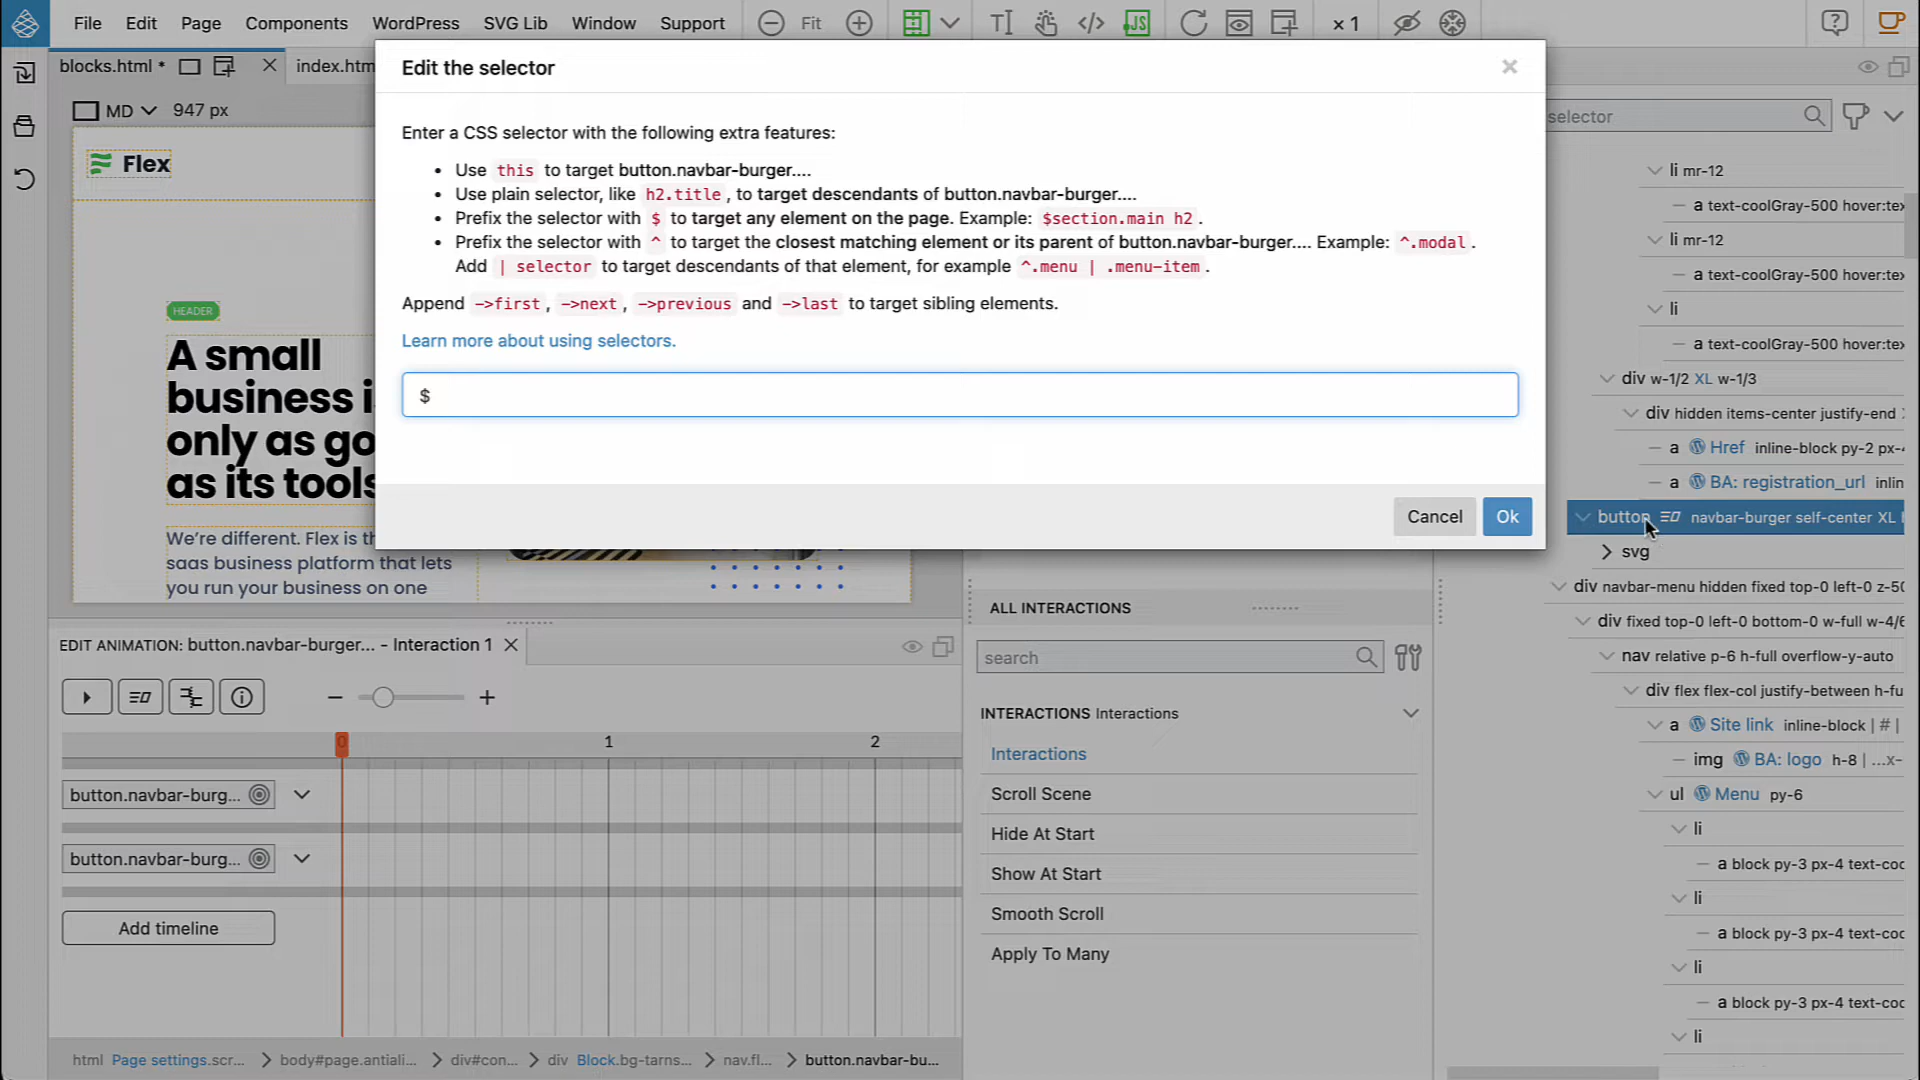 File Edit Page Components WordPress SVG Lib Window Support Fit × 1
blocks.html • index.htm
MD 947 px
Flex
HEADER
A small
business i
only as go
as its tools
We're different. Flex is th
saas business platform that lets
you run your business on one
Edit the selector
Enter a CSS selector with the following extra features:
• Use this to target button.navbar-burger....
• Use plain selector, like h2.title, to target descendants of button.navbar-burger....
• Prefix the selector with $ to target any element on the page. Example: $section.main h2.
• Prefix the selector with ^ to target the closest matching element or its parent of button.navbar-burger.... Example: ^.modal.
Add | selector to target descendants of that element, for example ^.menu | .menu-item.
Append ->first, ->next, ->previous and ->last to target sibling elements.
Learn more about using selectors.
$
Cancel Ok
selector
li mr-12
a text-coolGray-500 hover:tex
li mr-12
a text-coolGray-500 hover:tex
li
a text-coolGray-500 hover:tex
div w-1/2 XL w-1/3
div hidden items-center justify-end
a Href inline-block py-2 px-4
a BA: registration_url inlin
button navbar-burger self-center XL
svg
div navbar-menu hidden fixed top-0 left-0 z-50
div fixed top-0 left-0 bottom-0 w-full w-4/6
nav relative p-6 h-full overflow-y-auto
div flex flex-col justify-between h-fu
a Site link inline-block | # |
img BA: logo h-8 | ...x-
ul Menu py-6
li
a block py-3 px-4 text-coo
li
a block py-3 px-4 text-coo
li
a block py-3 px-4 text-coo
li
EDIT ANIMATION: button.navbar-burger... - Interaction 1
0 1 2
button.navbar-burg...
button.navbar-burg...
Add timeline
ALL INTERACTIONS
search
INTERACTIONS Interactions
Interactions
Scroll Scene
Hide At Start
Show At Start
Smooth Scroll
Apply To Many
html Page settings.scr... body#page.antiali... div#con... div Block.bg-tarns... nav.fl... button.navbar-bu...